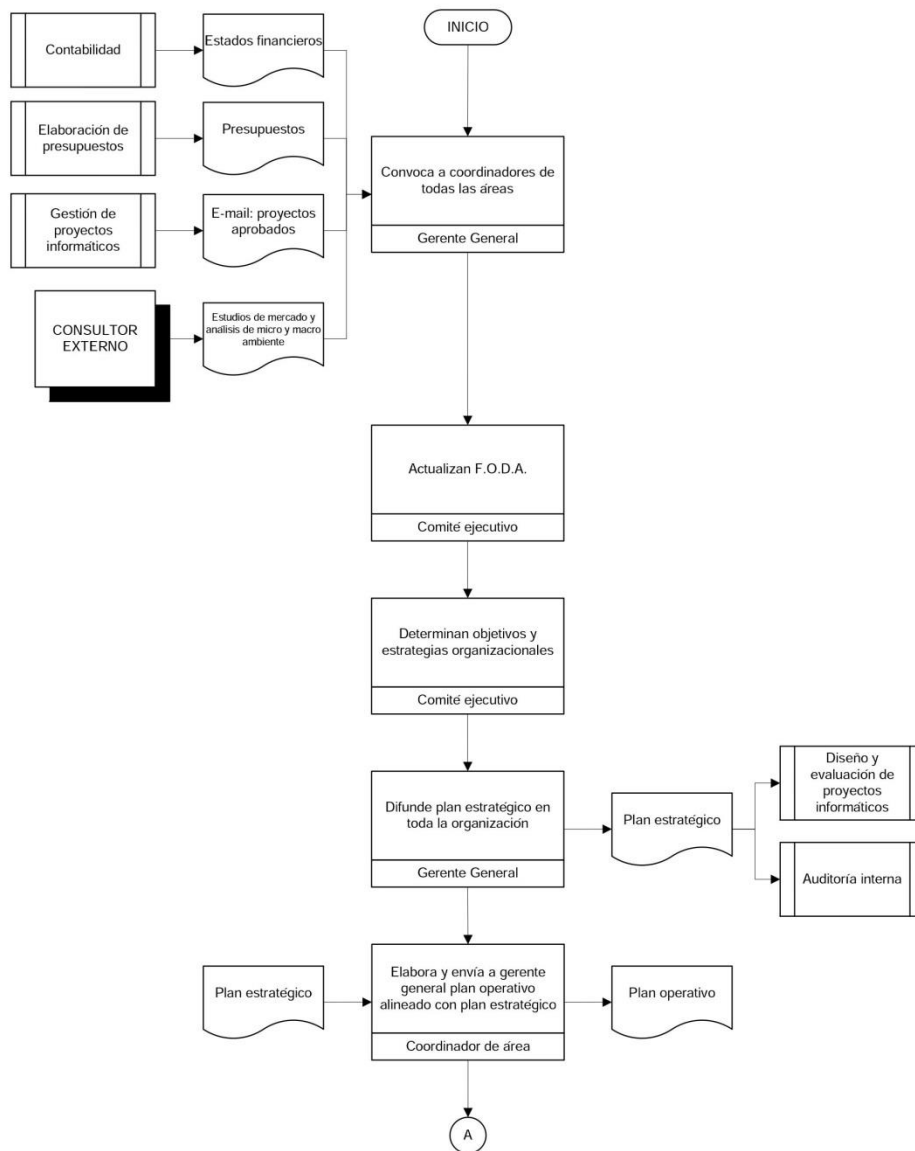 INICIO
Contabilidad
Estados financieros
Elaboración de
presupuestos
Presupuestos
Convoca a coordinadores de
todas las áreas
Gerente General
Gestión de
proyectos
informáticos
E-mail: proyectos
aprobados
CONSULTOR
EXTERNO
Estudios de mercado y
análisis de micro y macro
ambiente
Actualizan F.O.D.A.
Comité ejecutivo
Determinan objetivos y
estrategias organizacionales
Comité ejecutivo
Difunde plan estratégico en
toda la organización
Gerente General
Plan estratégico
Diseño y
evaluación de
proyectos
informáticos
Auditoría interna
Plan estratégico
Elabora y envía a gerente
general plan operativo
alineado con plan estratégico
Coordinador de área
Plan operativo
A